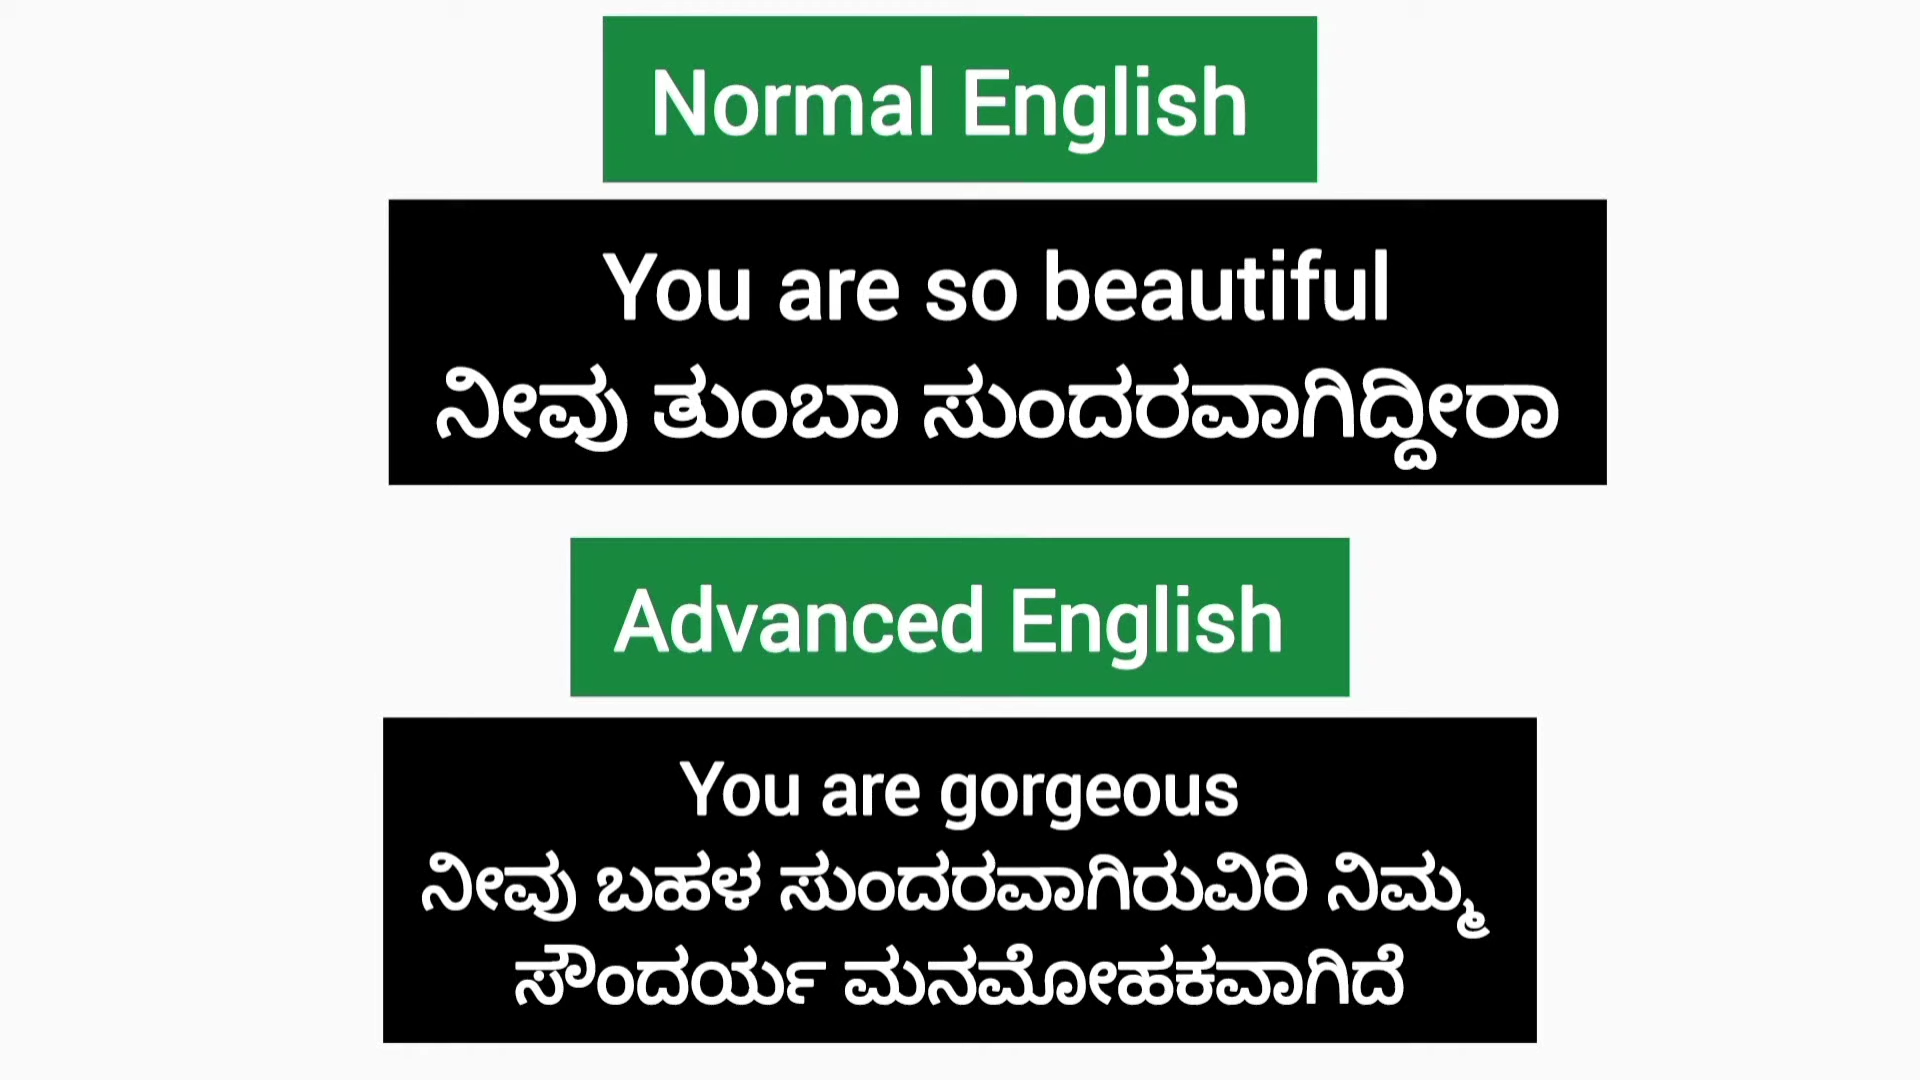 Normal English
You are so beautiful
ನೀವು ತುಂಬಾ ಸುಂದರವಾಗಿದ್ದೀರಾ
Advanced English
You are gorgeous
ನೀವು ಬಹಳ ಸುಂದರವಾಗಿರುವಿರಿ ನಿಮ್ಮ
ಸೌಂದರ್ಯ ಮನಮೋಹಕವಾಗಿದೆ